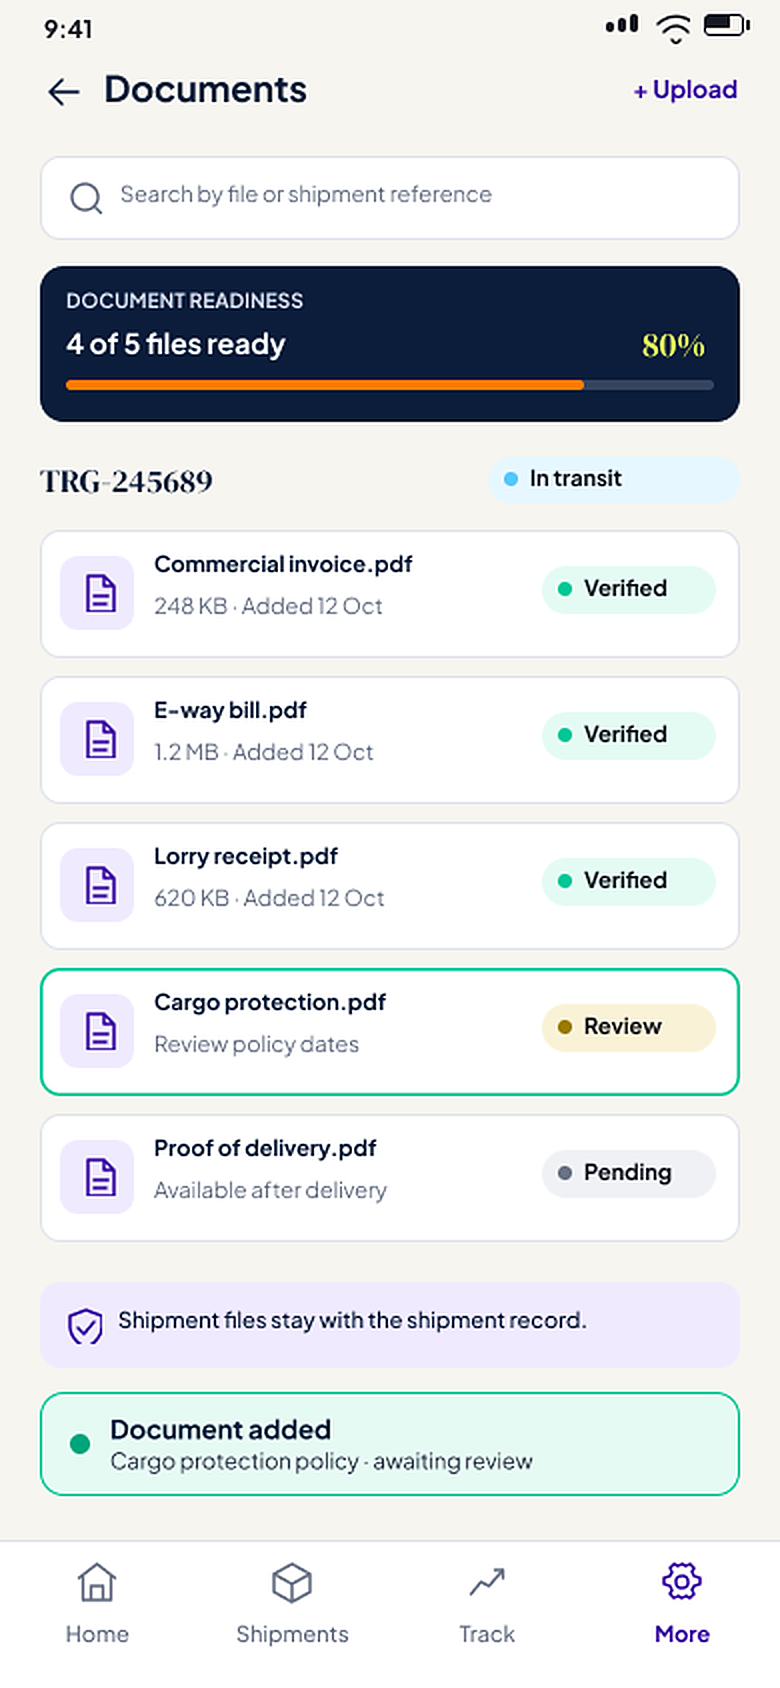 9:41
Documents
+ Upload
Search by file or shipment reference
DOCUMENT READINESS
4 of 5 files ready
80%
TRG-245689
In transit
Commercial invoice.pdf
248 KB · Added 12 Oct
Verified
E-way bill.pdf
1.2 MB · Added 12 Oct
Verified
Lorry receipt.pdf
620 KB · Added 12 Oct
Verified
Cargo protection.pdf
Review policy dates
Review
Proof of delivery.pdf
Available after delivery
Pending
Shipment files stay with the shipment record.
Document added
Cargo protection policy · awaiting review
Home
Shipments
Track
More